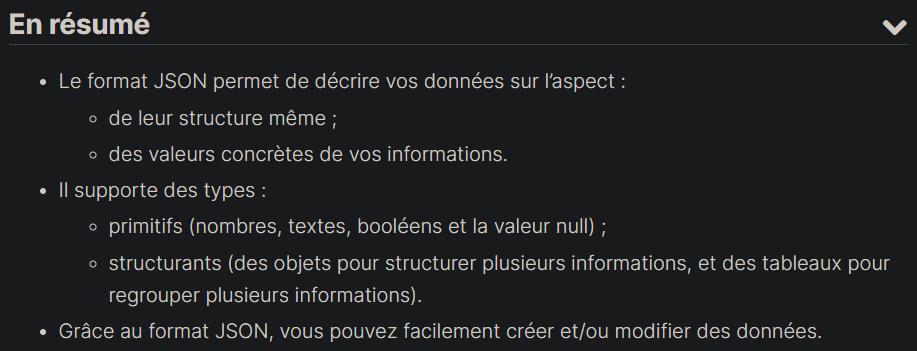 En résumé
• Le format JSON permet de décrire vos données sur l’aspect :
◦ de leur structure même ;
◦ des valeurs concrètes de vos informations.
• Il supporte des types :
◦ primitifs (nombres, textes, booléens et la valeur null) ;
◦ structurants (des objets pour structurer plusieurs informations, et des tableaux pour
regrouper plusieurs informations).
• Grâce au format JSON, vous pouvez facilement créer et/ou modifier des données.